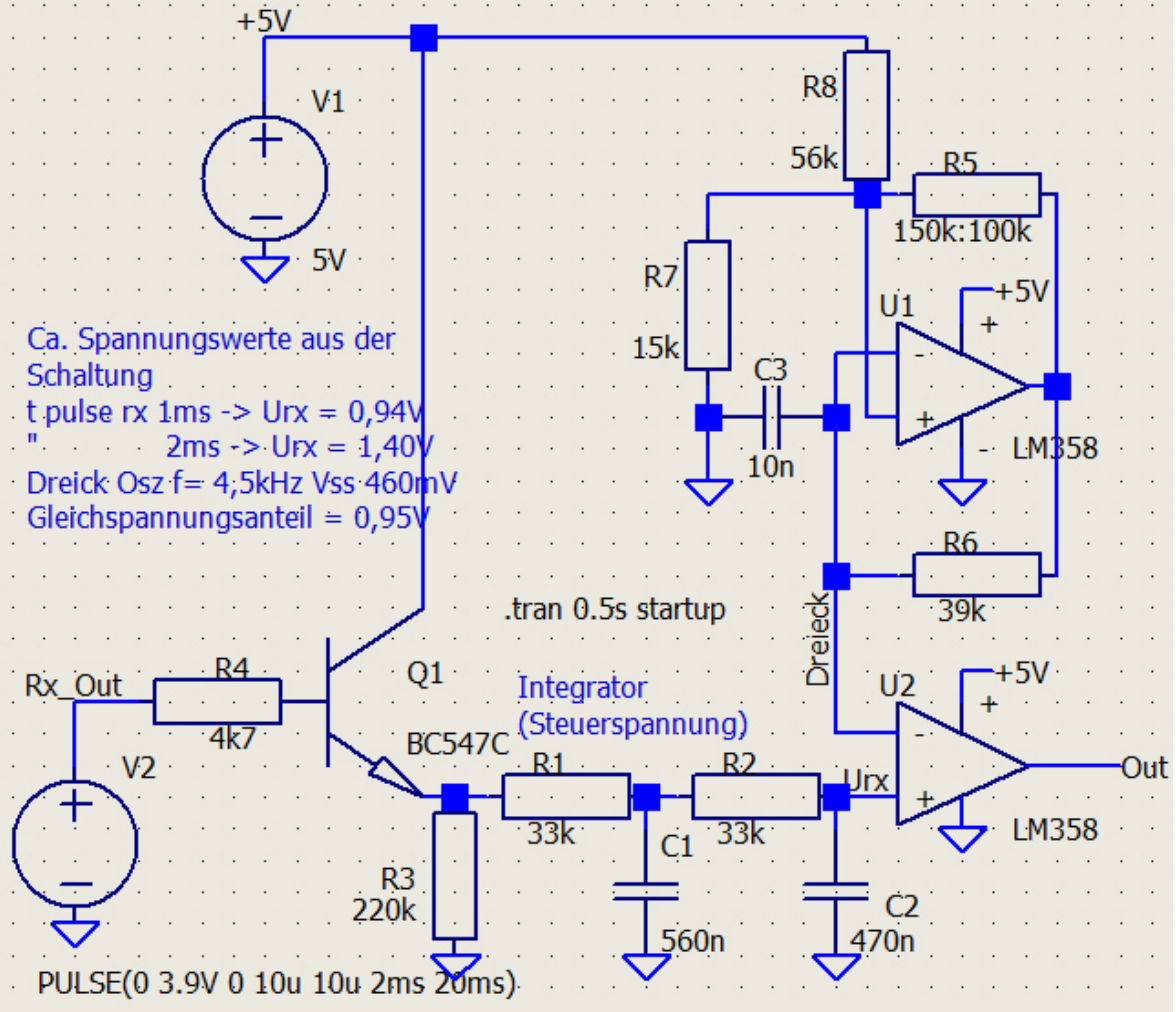 +5V
V1
5V
R8
56k
R5
150k:100k
R7
15k
C3
10n
U1
+5V
+
-
+
-
LM358
Ca. Spannungswerte aus der
Schaltung
t pulse rx 1ms -> Urx = 0,94V
" 2ms -> Urx = 1,40V
Dreick Osz f= 4,5kHz Vss 460mV
Gleichspannungsanteil = 0,95V
R6
39k
.tran 0.5s startup
Dreieck
Rx_Out
R4
4k7
Q1
BC547C
Integrator
(Steuerspannung)
U2
+5V
+
-
+
LM358
Out
V2
R1
33k
R2
33k
Urx
C1
560n
C2
470n
R3
220k
PULSE(0 3.9V 0 10u 10u 2ms 20ms)